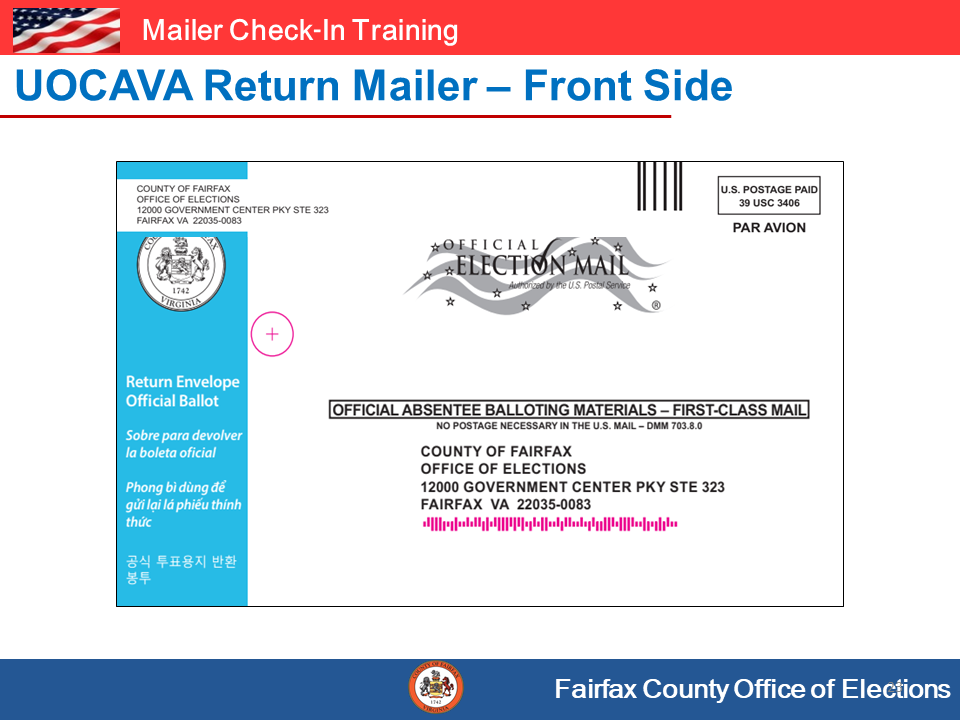 Mailer Check-In Training
UOCAVA Return Mailer – Front Side
COUNTY OF FAIRFAX
OFFICE OF ELECTIONS
12000 GOVERNMENT CENTER PKY STE 323
FAIRFAX VA 22035-0083
U.S. POSTAGE PAID
39 USC 3406
PAR AVION
OFFICIAL
ELECTION MAIL
Authorized by the U.S. Postal Service
®
1742
VIRGINIA
Return Envelope
Official Ballot
Sobre para devolver
la boleta oficial
Phong bì dùng để
gửi lại lá phiếu thính
thức
공식 투표용지 반환
봉투
OFFICIAL ABSENTEE BALLOTING MATERIALS – FIRST-CLASS MAIL
NO POSTAGE NECESSARY IN THE U.S. MAIL – DMM 703.8.0
COUNTY OF FAIRFAX
OFFICE OF ELECTIONS
12000 GOVERNMENT CENTER PKY STE 323
FAIRFAX VA 22035-0083
COUNTY OF FAIRFAX
1742
VIRGINIA
Fairfax County Office of Elections